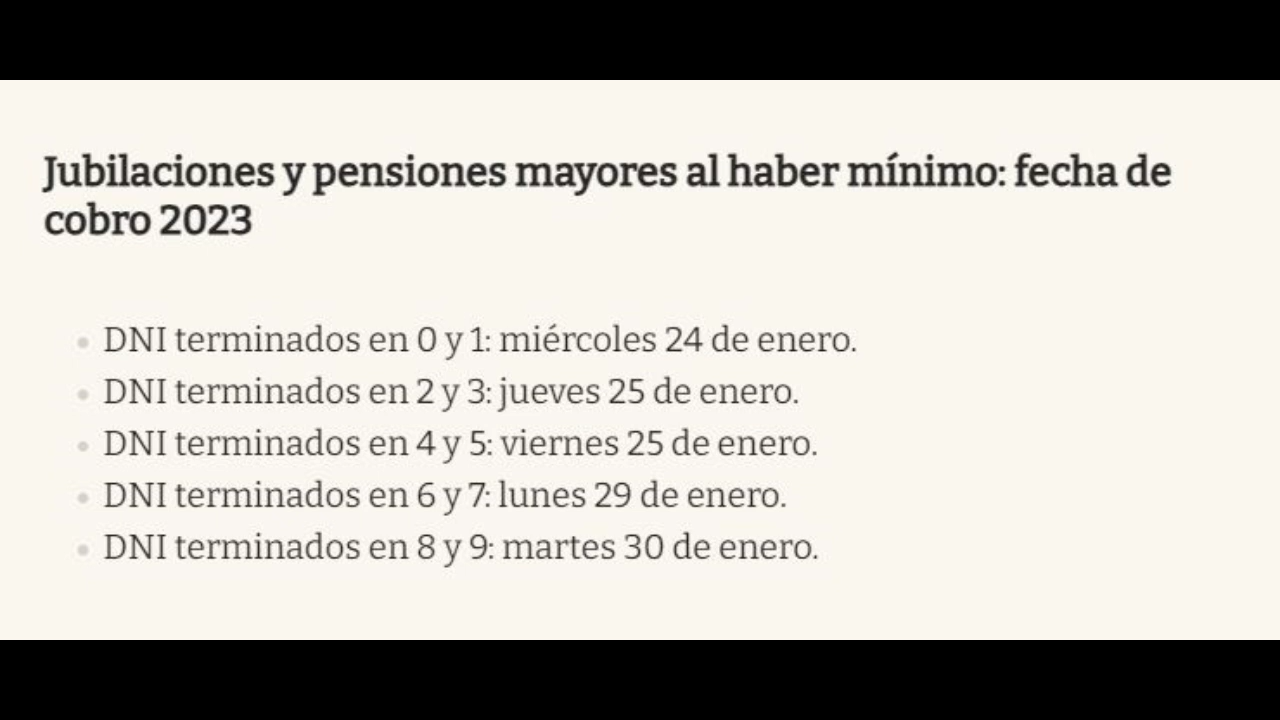 Jubilaciones y pensiones mayores al haber mínimo: fecha de
cobro 2023
DNI terminados en 0 y 1: miércoles 24 de enero.
DNI terminados en 2 y 3: jueves 25 de enero.
DNI terminados en 4 y 5: viernes 25 de enero.
DNI terminados en 6 y 7: lunes 29 de enero.
DNI terminados en 8 y 9: martes 30 de enero.